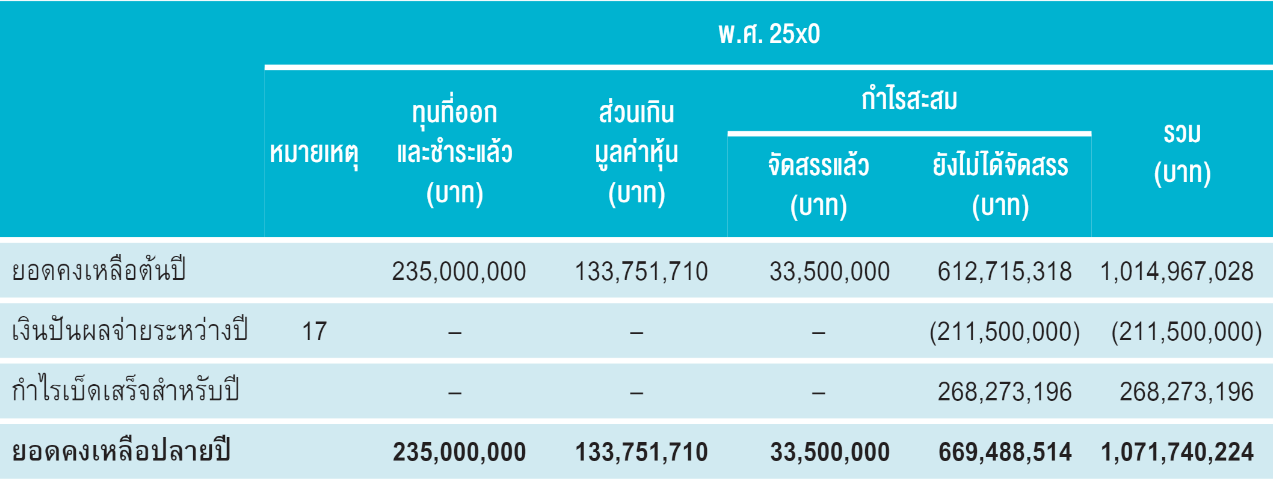 พ.ศ. 25x0
หมายเหตุ
ทุนที่ออก
และชำระแล้ว
(บาท)
ส่วนเกิน
มูลค่าหุ้น
(บาท)
กำไรสะสม
จัดสรรแล้ว
(บาท)
ยังไม่ได้จัดสรร
(บาท)
รวม
(บาท)
ยอดคงเหลือต้นปี 235,000,000 133,751,710 33,500,000 612,715,318 1,014,967,028
เงินปันผลจ่ายระหว่างปี 17 – – – (211,500,000) (211,500,000)
กำไรเบ็ดเสร็จสำหรับปี – – – 268,273,196 268,273,196
ยอดคงเหลือปลายปี 235,000,000 133,751,710 33,500,000 669,488,514 1,071,740,224